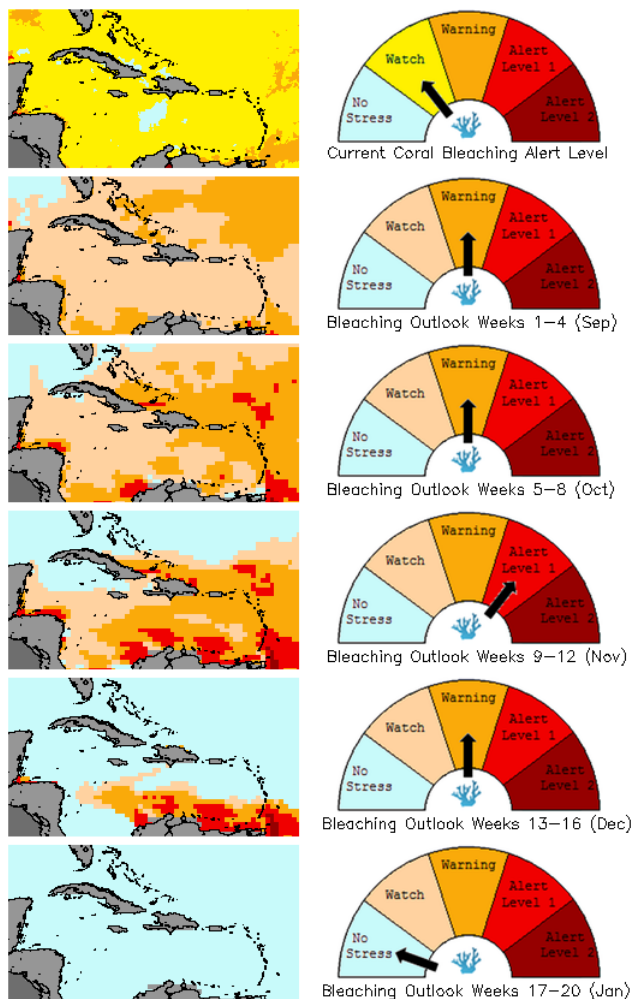 Warning
Watch
Alert
Level 1
No
Stress
Alert
Level 2
Current Coral Bleaching Alert Level
Warning
Watch
Alert
Level 1
No
Stress
Alert
Level 2
Bleaching Outlook Weeks 1-4 (Sep)
Warning
Watch
Alert
Level 1
No
Stress
Alert
Level 2
Bleaching Outlook Weeks 5-8 (Oct)
Warning
Watch
Alert
Level 1
No
Stress
Alert
Level 2
Bleaching Outlook Weeks 9-12 (Nov)
Warning
Watch
Alert
Level 1
No
Stress
Alert
Level 2
Bleaching Outlook Weeks 13-16 (Dec)
Warning
Watch
Alert
Level 1
No
Stress
Alert
Level 2
Bleaching Outlook Weeks 17-20 (Jan)